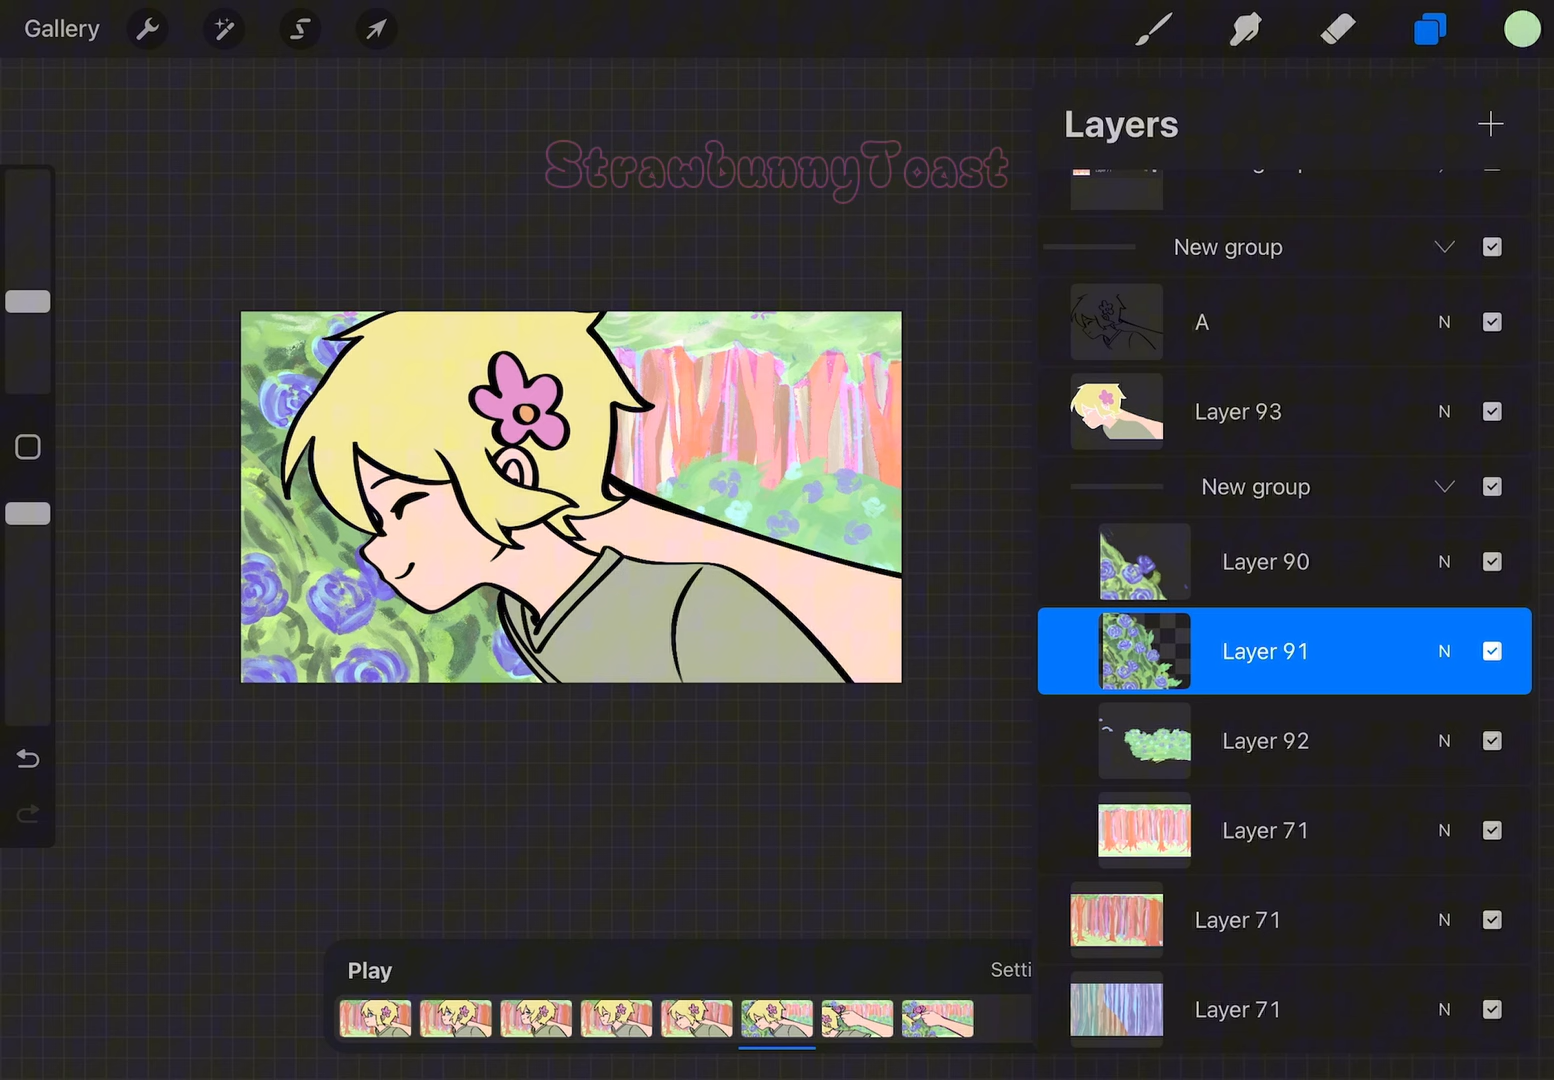 Gallery
StrawbunnyToast
Layers
New group
A N
Layer 93 N
New group
Layer 90 N
Layer 91 N
Layer 92 N
Layer 71 N
Layer 71 N
Layer 71 N
Play Setti